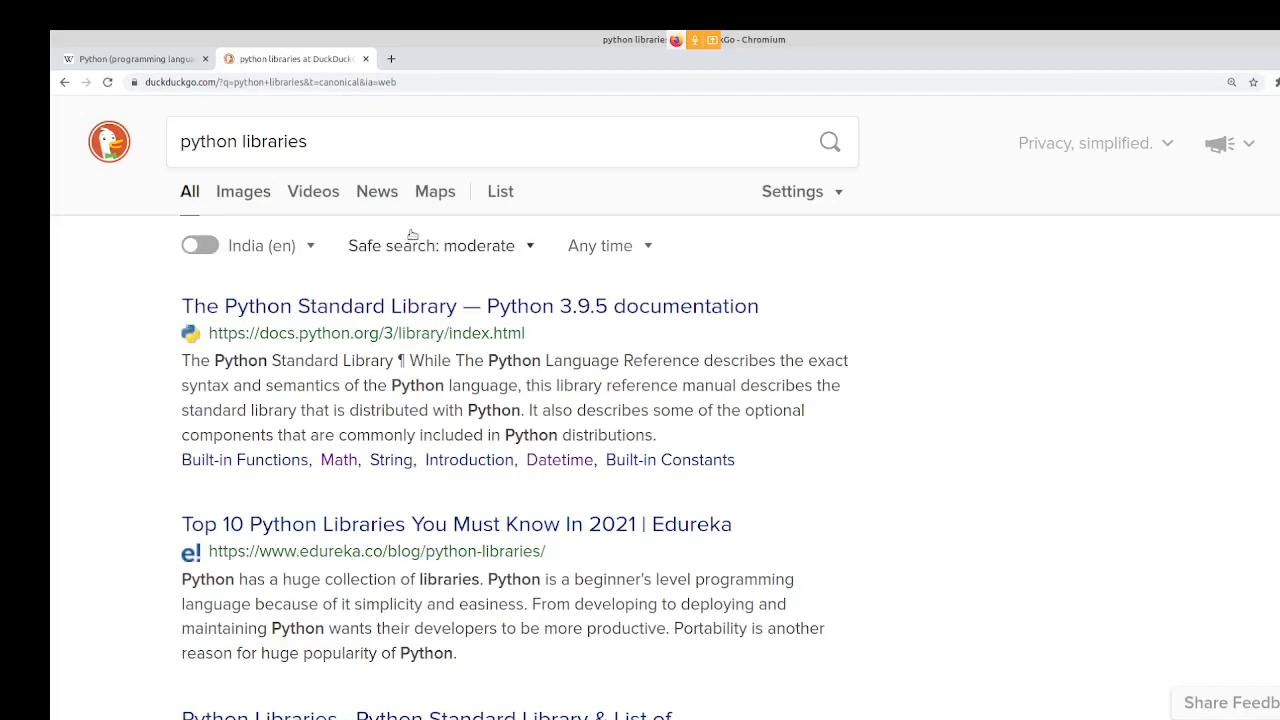 python libraries kGo - Chromium
Python (programming langua
python libraries at DuckDuck
duckduckgo.com/?q=python+libraries&t=canonical&ia=web
python libraries
Privacy, simplified.
All Images Videos News Maps List Settings
India (en) Safe search: moderate Any time
The Python Standard Library — Python 3.9.5 documentation
https://docs.python.org/3/library/index.html
The Python Standard Library ¶ While The Python Language Reference describes the exact
syntax and semantics of the Python language, this library reference manual describes the
standard library that is distributed with Python. It also describes some of the optional
components that are commonly included in Python distributions.
Built-in Functions, Math, String, Introduction, Datetime, Built-in Constants
Top 10 Python Libraries You Must Know In 2021 | Edureka
e! https://www.edureka.co/blog/python-libraries/
Python has a huge collection of libraries. Python is a beginner's level programming
language because of it simplicity and easiness. From developing to deploying and
maintaining Python wants their developers to be more productive. Portability is another
reason for huge popularity of Python.
Python Libraries - Python Standard Library & List of
Share Feedb